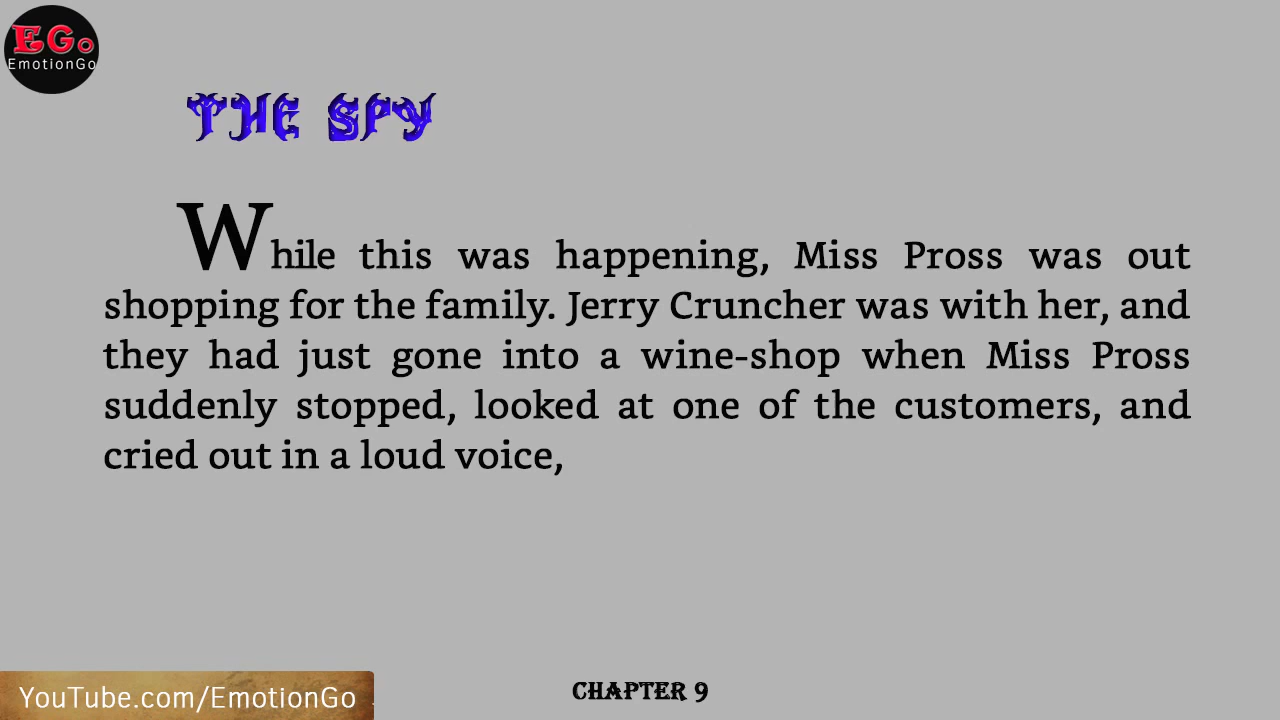 EGo
EmotionGo
THE SPY
While this was happening, Miss Pross was out
shopping for the family. Jerry Cruncher was with her, and
they had just gone into a wine-shop when Miss Pross
suddenly stopped, looked at one of the customers, and
cried out in a loud voice,
YouTube.com/EmotionGo
CHAPTER 9